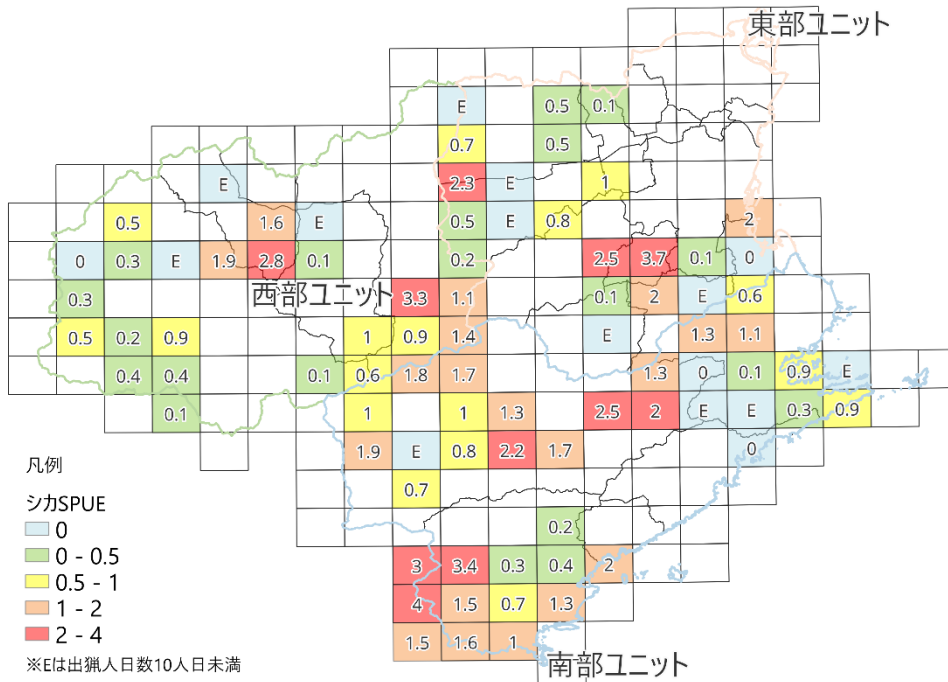 東部ユニット
E 0.5 0.1
0.7 0.5
E 2.3 E 1
0.5 1.6 E 0.5 E 0.8 2
0 0.3 E 1.9 2.8 0.1 0.2 2.5 3.7 0.1 0
0.3 西部ユニット 3.3 1.1 0.1 2 E 0.6
0.5 0.2 0.9 1 0.9 1.4 E 1.3 1.1
0.4 0.4 0.1 0.6 1.8 1.7 1.3 0 0.1 0.9 E
0.1 1 1 1.3 2.5 2 E E 0.3 0.9
1.9 E 0.8 2.2 1.7 0
0.7
0.2
3 3.4 0.3 0.4 2
4 1.5 0.7 1.3
1.5 1.6 1
南部ユニット
凡例
シカSPUE
0
0 - 0.5
0.5 - 1
1 - 2
2 - 4
※Eは出猟人日数10人日未満